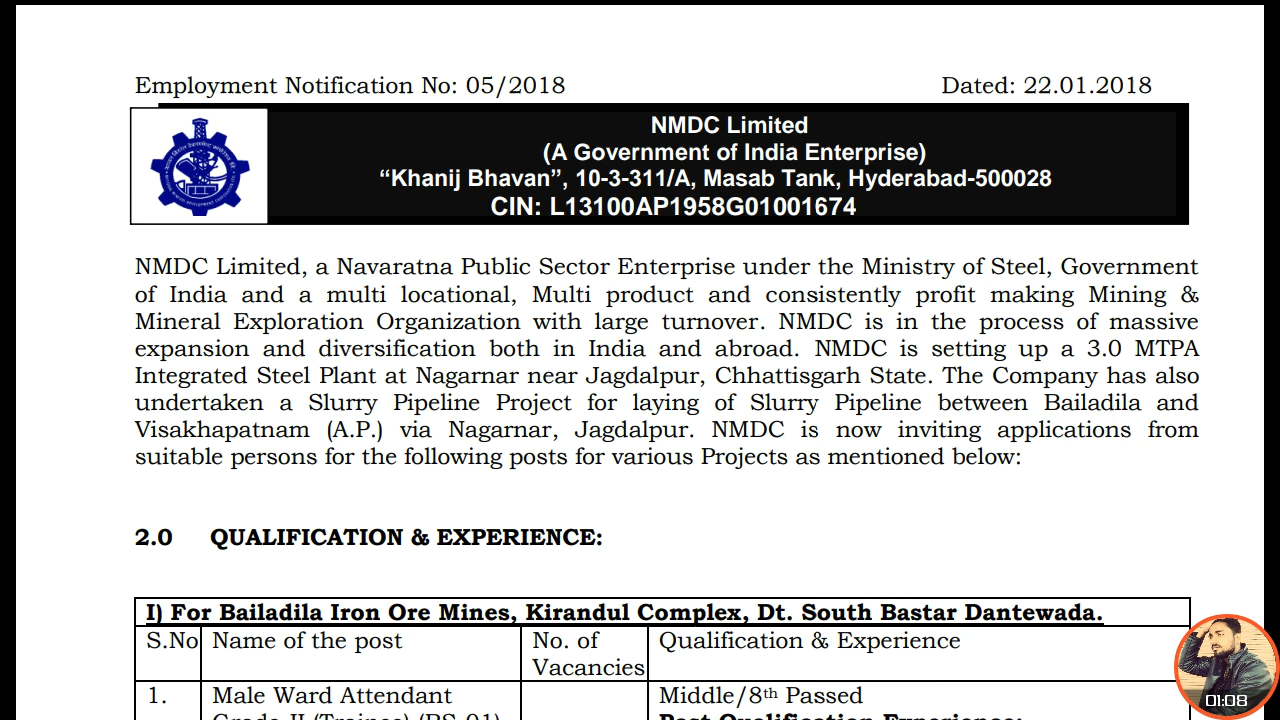 Employment Notification No: 05/2018 Dated: 22.01.2018
NMDC Limited
(A Government of India Enterprise)
“Khanij Bhavan”, 10-3-311/A, Masab Tank, Hyderabad-500028
CIN: L13100AP1958G01001674
NMDC Limited, a Navaratna Public Sector Enterprise under the Ministry of Steel, Government
of India and a multi locational, Multi product and consistently profit making Mining &
Mineral Exploration Organization with large turnover. NMDC is in the process of massive
expansion and diversification both in India and abroad. NMDC is setting up a 3.0 MTPA
Integrated Steel Plant at Nagarnar near Jagdalpur, Chhattisgarh State. The Company has also
undertaken a Slurry Pipeline Project for laying of Slurry Pipeline between Bailadila and
Visakhapatnam (A.P.) via Nagarnar, Jagdalpur. NMDC is now inviting applications from
suitable persons for the following posts for various Projects as mentioned below:
2.0 QUALIFICATION & EXPERIENCE:
I) For Bailadila Iron Ore Mines, Kirandul Complex, Dt. South Bastar Dantewada.
S.No Name of the post No. of Vacancies Qualification & Experience
1. Male Ward Attendant Middle/8th Passed
Grade-II (Trainee) (RS-01) Post Qualification Experience:
01:08